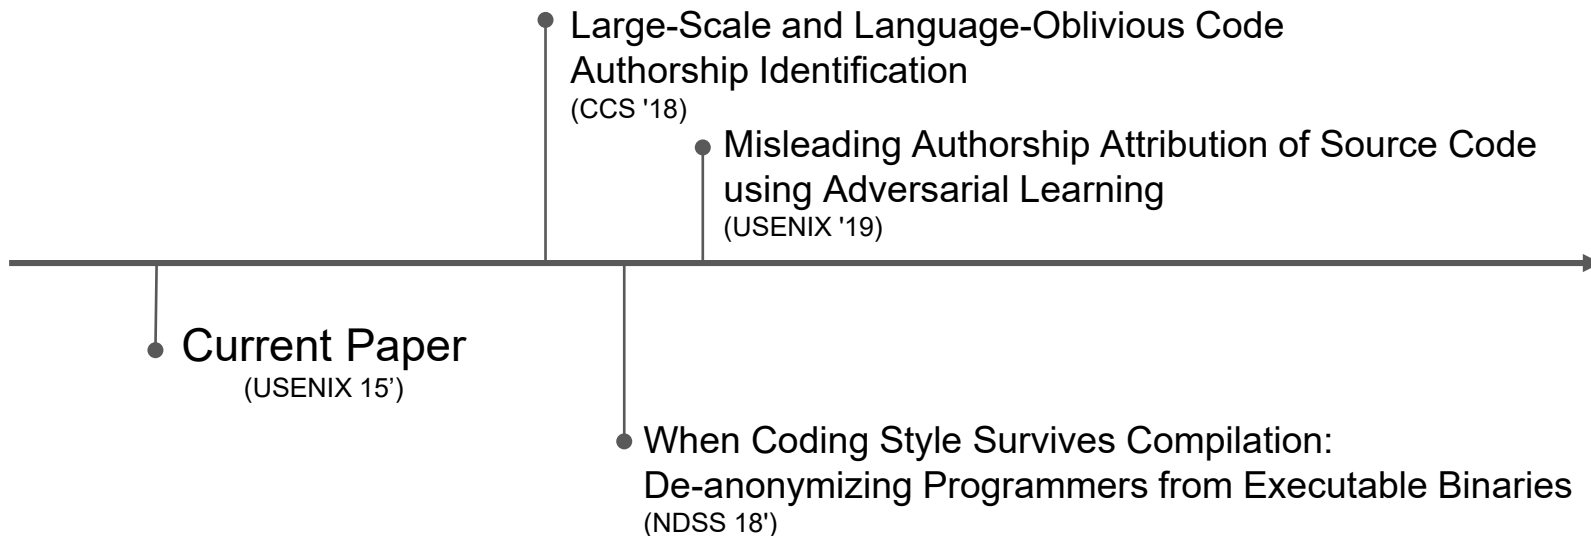 Large-Scale and Language-Oblivious Code
Authorship Identification
(CCS '18)
Misleading Authorship Attribution of Source Code
using Adversarial Learning
(USENIX '19)
Current Paper
(USENIX 15’)
When Coding Style Survives Compilation:
De-anonymizing Programmers from Executable Binaries
(NDSS 18')